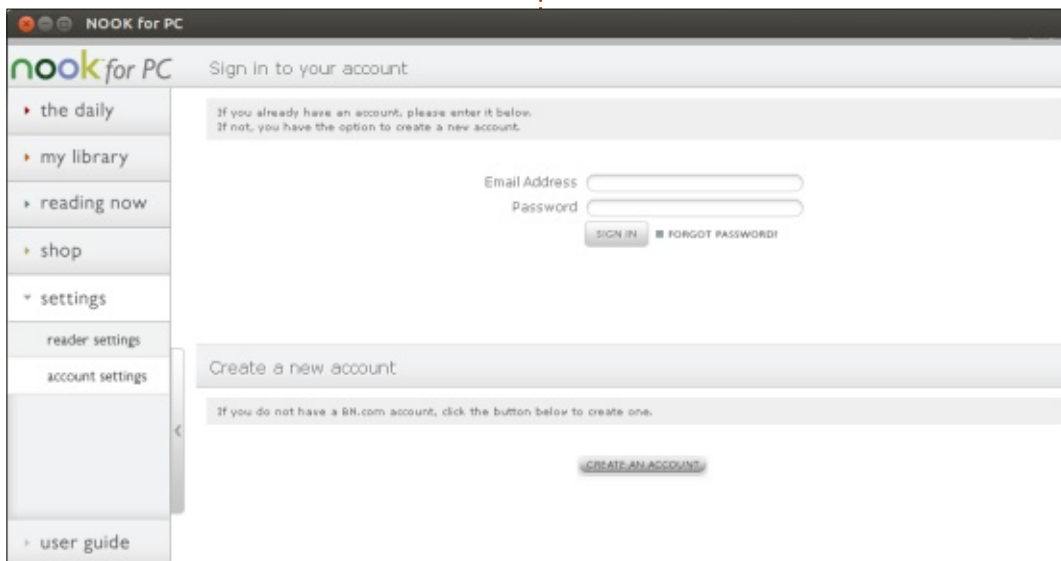 NOOK for PC
nook for PC
Sign in to your account
the daily
my library
reading now
shop
settings
reader settings
account settings
user guide
If you already have an account, please enter it below.
If not, you have the option to create a new account.
Email Address
Password
SIGN IN
FORGOT PASSWORD?
Create a new account
If you do not have a BN.com account, click the button below to create one.
CREATE AN ACCOUNT